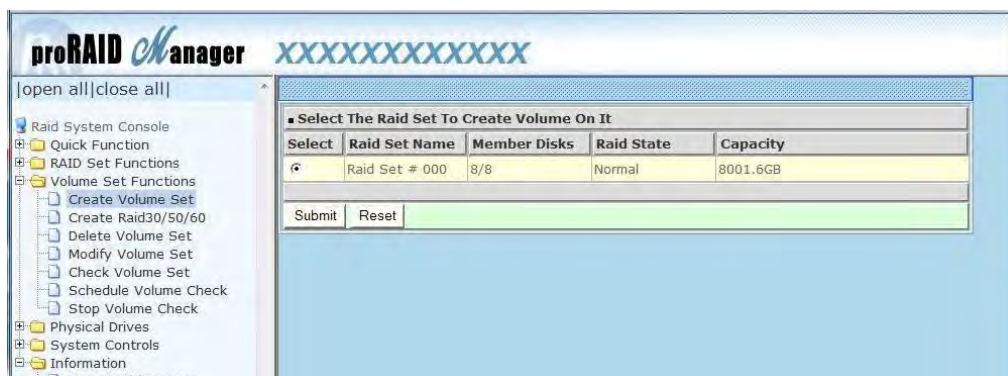 proRAID Manager XXXXXXXXXXXX
|open all|close all|
Raid System Console
Quick Function
RAID Set Functions
Volume Set Functions
Create Volume Set
Create Raid30/50/60
Delete Volume Set
Modify Volume Set
Check Volume Set
Schedule Volume Check
Stop Volume Check
Physical Drives
System Controls
Information
Select The Raid Set To Create Volume On It
Select Raid Set Name Member Disks Raid State Capacity
Raid Set # 000 8/8 Normal 8001.6GB
Submit Reset